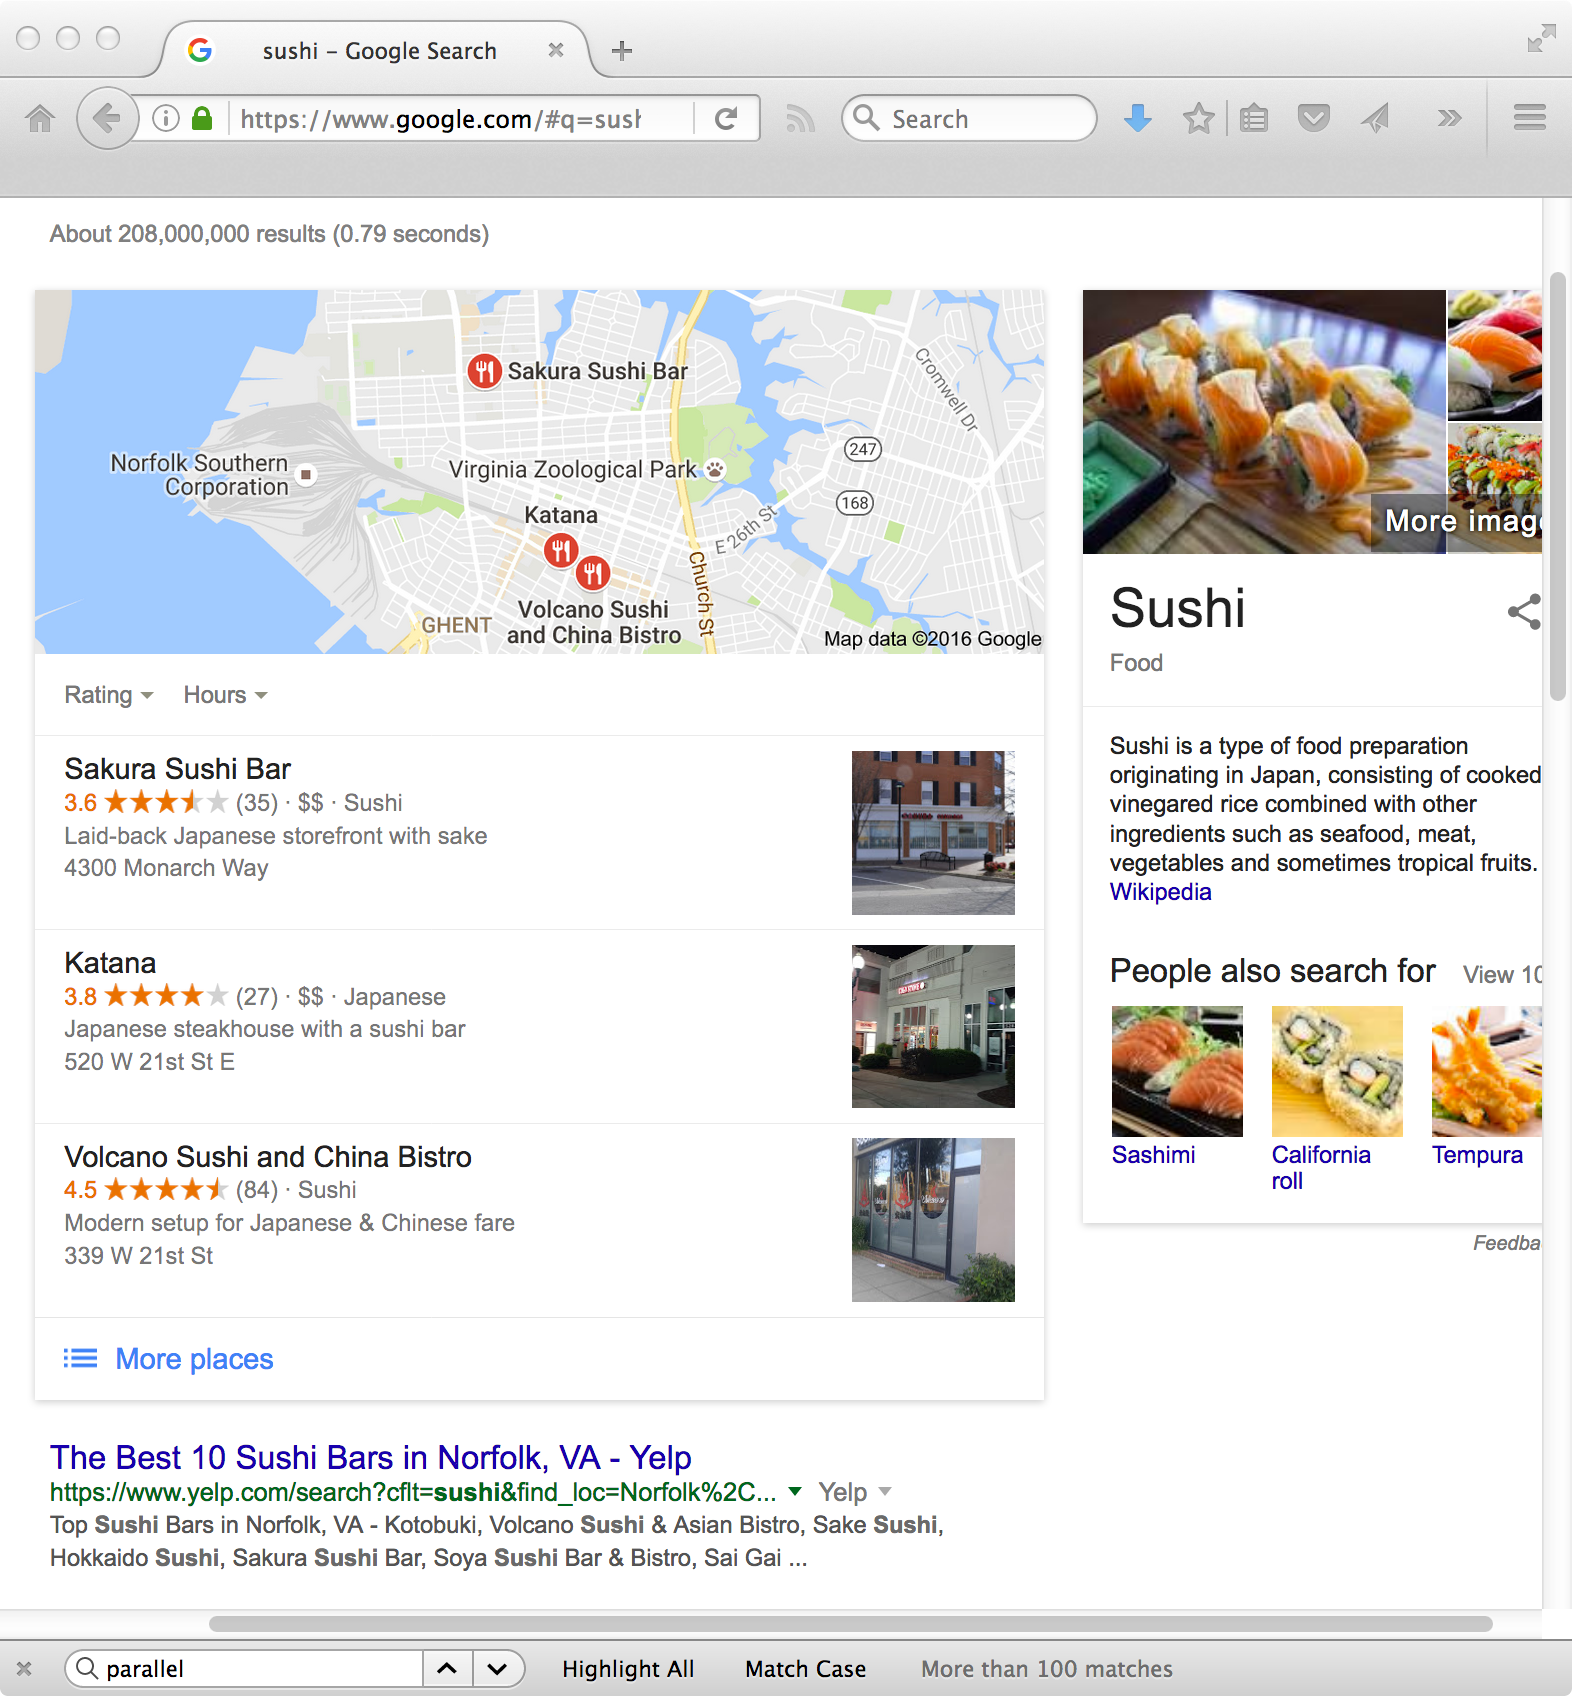 sushi – Google Search
https://www.google.com/#q=sush
Search
About 208,000,000 results (0.79 seconds)
Sakura Sushi Bar
Cromwell Dr
247
Norfolk Southern
Corporation
Virginia Zoological Park
168
Katana
E 26th St
Church St
Volcano Sushi
and China Bistro
GHENT
Map data ©2016 Google
Rating
Hours
Sakura Sushi Bar
3.6 (35) · $$ · Sushi
Laid-back Japanese storefront with sake
4300 Monarch Way
Katana
3.8 (27) · $$ · Japanese
Japanese steakhouse with a sushi bar
520 W 21st St E
Volcano Sushi and China Bistro
4.5 (84) · Sushi
Modern setup for Japanese & Chinese fare
339 W 21st St
More places
The Best 10 Sushi Bars in Norfolk, VA - Yelp
https://www.yelp.com/search?cflt=sushi&find_loc=Norfolk%2C... Yelp
Top Sushi Bars in Norfolk, VA - Kotobuki, Volcano Sushi & Asian Bistro, Sake Sushi,
Hokkaido Sushi, Sakura Sushi Bar, Soya Sushi Bar & Bistro, Sai Gai ...
More imag
Sushi
Food
Sushi is a type of food preparation
originating in Japan, consisting of cooked
vinegared rice combined with other
ingredients such as seafood, meat,
vegetables and sometimes tropical fruits.
Wikipedia
People also search for
View 10
Sashimi
California
roll
Tempura
Feedba
parallel
Highlight All
Match Case
More than 100 matches